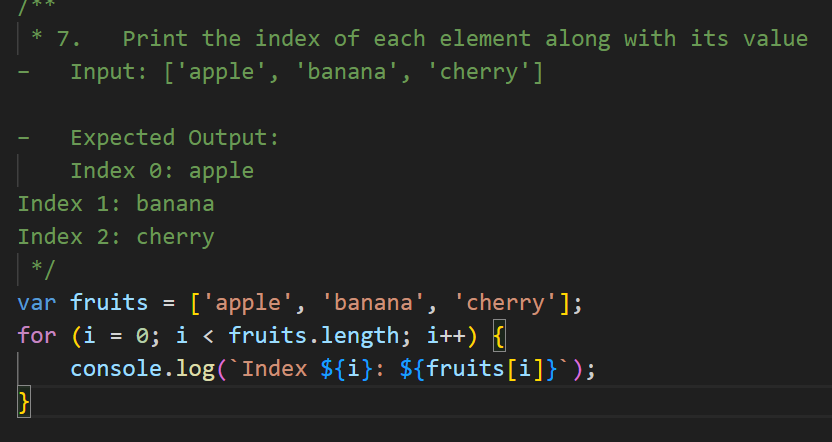 /**
 * 7.   Print the index of each element along with its value
–   Input: ['apple', 'banana', 'cherry']
–   Expected Output:
    Index 0: apple
Index 1: banana
Index 2: cherry
 */
var fruits = ['apple', 'banana', 'cherry'];
for (i = 0; i < fruits.length; i++) {
    console.log(`Index ${i}: ${fruits[i]}`);
}